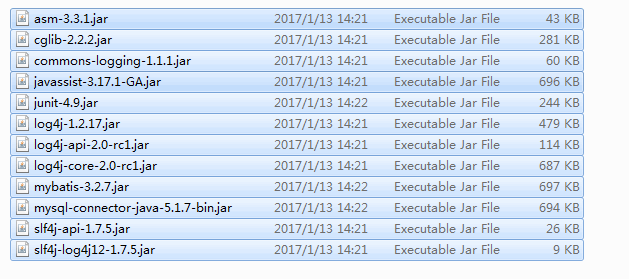 asm-3.3.1.jar 2017/1/13 14:21 Executable Jar File 43 KB
cglib-2.2.2.jar 2017/1/13 14:21 Executable Jar File 281 KB
commons-logging-1.1.1.jar 2017/1/13 14:21 Executable Jar File 60 KB
javassist-3.17.1-GA.jar 2017/1/13 14:21 Executable Jar File 696 KB
junit-4.9.jar 2017/1/13 14:22 Executable Jar File 244 KB
log4j-1.2.17.jar 2017/1/13 14:21 Executable Jar File 479 KB
log4j-api-2.0-rc1.jar 2017/1/13 14:21 Executable Jar File 114 KB
log4j-core-2.0-rc1.jar 2017/1/13 14:21 Executable Jar File 687 KB
mybatis-3.2.7.jar 2017/1/13 14:22 Executable Jar File 697 KB
mysql-connector-java-5.1.7-bin.jar 2017/1/13 14:22 Executable Jar File 694 KB
slf4j-api-1.7.5.jar 2017/1/13 14:21 Executable Jar File 26 KB
slf4j-log4j12-1.7.5.jar 2017/1/13 14:21 Executable Jar File 9 KB